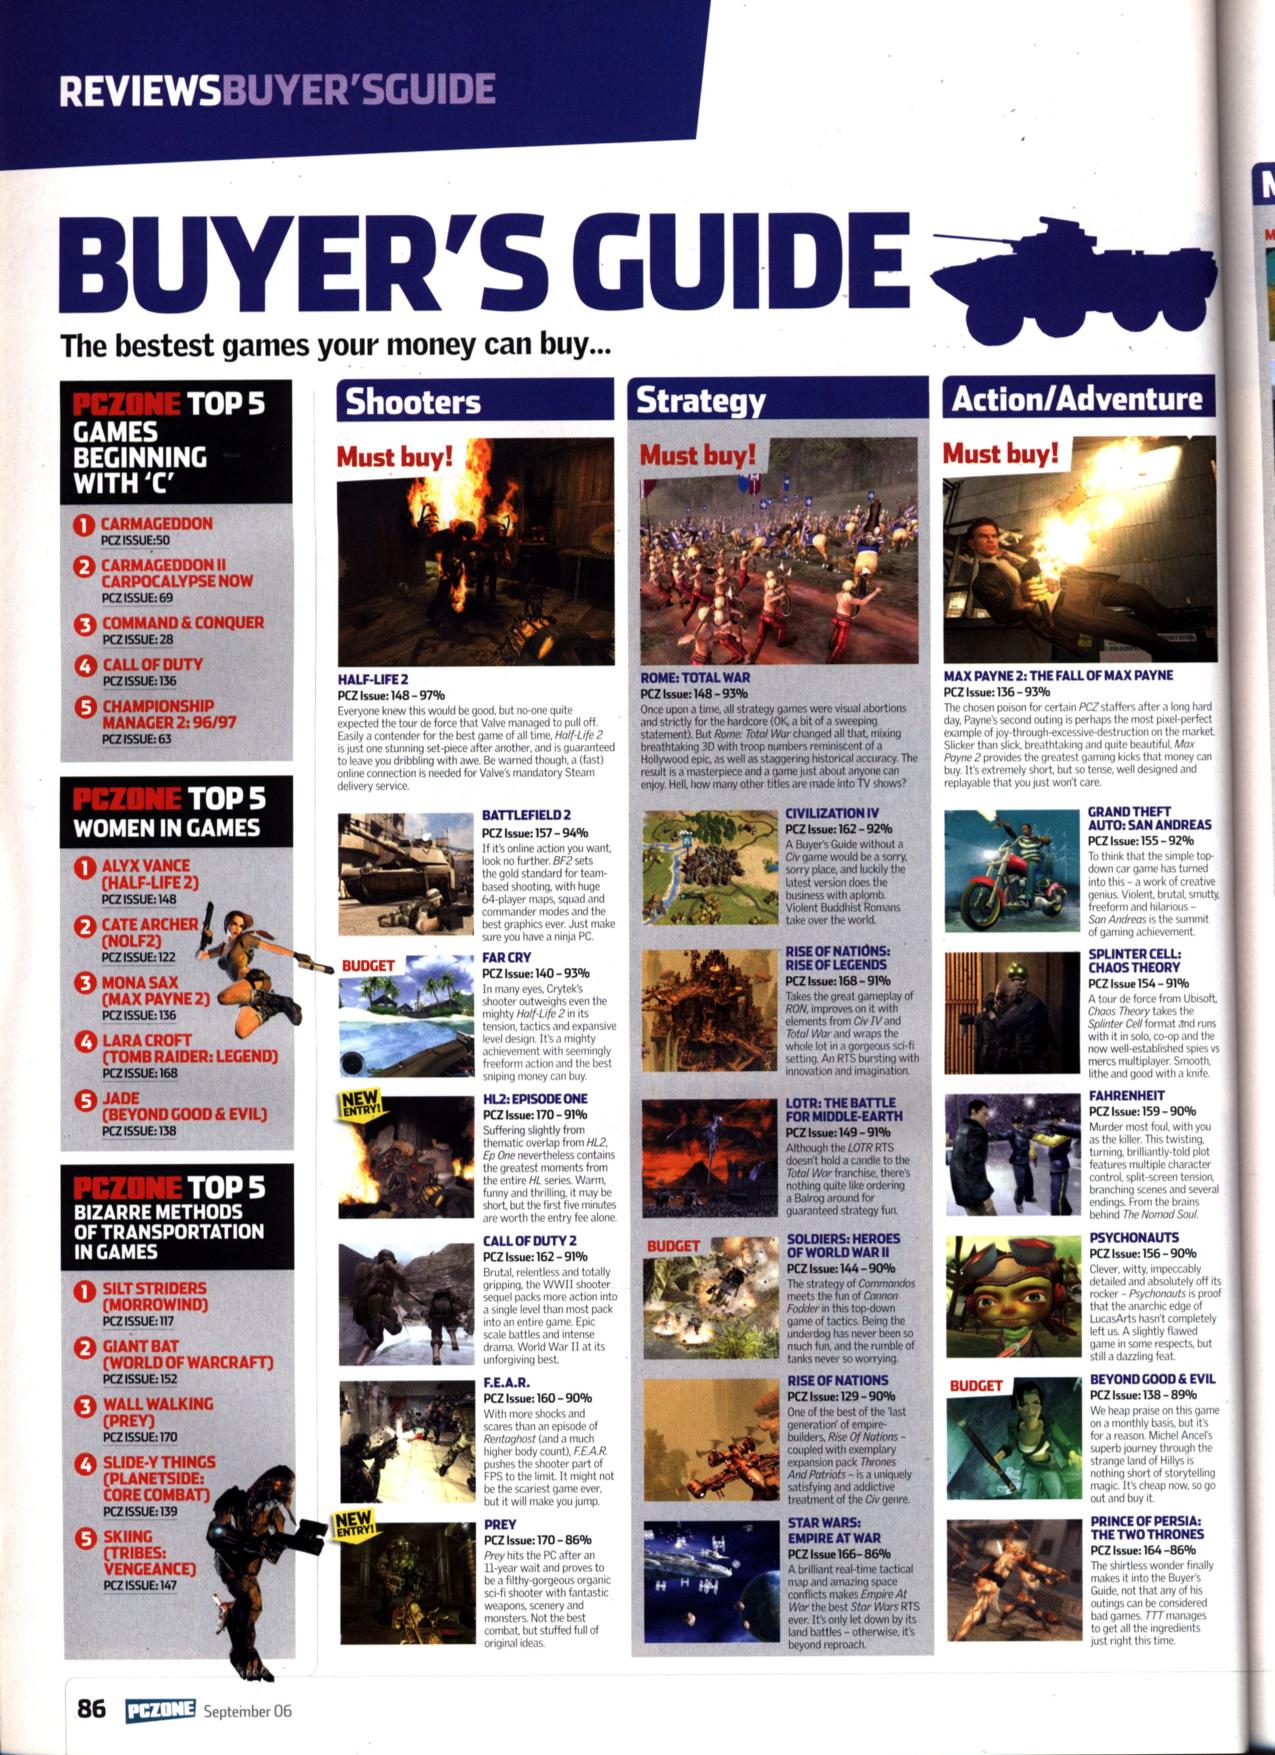 REVIEWSBUYER'SGUIDE
BUYER'S GUIDE
The bestest games your money can buy...
PCZONE TOP 5
GAMES
BEGINNING
WITH 'C'
1 CARMAGEDDON
PCZ ISSUE:50
2 CARMAGEDDON II
CARPOCALYPSE NOW
PCZ ISSUE: 69
3 COMMAND & CONQUER
PCZ ISSUE: 28
4 CALL OF DUTY
PCZ ISSUE: 136
5 CHAMPIONSHIP
MANAGER 2: 96/97
PCZ ISSUE: 63
PCZONE TOP 5
WOMEN IN GAMES
1 ALYX VANCE
(HALF-LIFE 2)
PCZ ISSUE: 148
2 CATE ARCHER
(NOLF2)
PCZ ISSUE: 122
3 MONA SAX
(MAX PAYNE 2)
PCZ ISSUE: 136
4 LARA CROFT
(TOMB RAIDER: LEGEND)
PCZ ISSUE: 168
5 JADE
(BEYOND GOOD & EVIL)
PCZ ISSUE: 138
PCZONE TOP 5
BIZARRE METHODS
OF TRANSPORTATION
IN GAMES
1 SILT STRIDERS
(MORROWIND)
PCZ ISSUE: 117
2 GIANT BAT
(WORLD OF WARCRAFT)
PCZ ISSUE: 152
3 WALL WALKING
(PREY)
PCZ ISSUE: 170
4 SLIDE-Y THINGS
(PLANETSIDE:
CORE COMBAT)
PCZ ISSUE: 139
5 SKIING
(TRIBES:
VENGEANCE)
PCZ ISSUE: 147
Shooters
Must buy!
HALF-LIFE 2
PCZ Issue: 148 – 97%
Everyone knew this would be good, but no-one quite
expected the tour de force that Valve managed to pull off.
Easily a contender for the best game of all time, Half-Life 2
is just one stunning set-piece after another, and is guaranteed
to leave you dribbling with awe. Be warned though, a (fast)
online connection is needed for Valve's mandatory Steam
delivery service.
BATTLEFIELD 2
PCZ Issue: 157 – 94%
If it's online action you want,
look no further. BF2 sets
the gold standard for team-
based shooting, with huge
64-player maps, squad and
commander modes and the
best graphics ever. Just make
sure you have a ninja PC.
BUDGET
FAR CRY
PCZ Issue: 140 – 93%
In many eyes, Crytek's
shooter outweighs even the
mighty Half-Life 2 in its
tension, tactics and expansive
level design. It's a mighty
achievement with seemingly
freeform action and the best
sniping money can buy.
NEW
ENTRY!
HL2: EPISODE ONE
PCZ Issue: 170 – 91%
Suffering slightly from
thematic overlap from HL2,
Ep One nevertheless contains
the greatest moments from
the entire HL series. Warm,
funny and thrilling, it may be
short, but the first five minutes
are worth the entry fee alone.
CALL OF DUTY 2
PCZ Issue: 162 – 91%
Brutal, relentless and totally
gripping, the WWII shooter
sequel packs more action into
a single level than most pack
into an entire game. Epic
scale battles and intense
drama. World War II at its
unforgiving best.
F.E.A.R.
PCZ Issue: 160 – 90%
With more shocks and
scares than an episode of
Rentaghost (and a much
higher body count), F.E.A.R.
pushes the shooter part of
FPS to the limit. It might not
be the scariest game ever,
but it will make you jump.
NEW
ENTRY!
PREY
PCZ Issue: 170 – 86%
Prey hits the PC after an
11-year wait and proves to
be a filthy-gorgeous organic
sci-fi shooter with fantastic
weapons, scenery and
monsters. Not the best
combat, but stuffed full of
original ideas.
Strategy
Must buy!
ROME: TOTAL WAR
PCZ Issue: 148 – 93%
Once upon a time, all strategy games were visual abortions
and strictly for the hardcore (OK, a bit of a sweeping
statement). But Rome: Total War changed all that, mixing
breathtaking 3D with troop numbers reminiscent of a
Hollywood epic, as well as staggering historical accuracy. The
result is a masterpiece and a game just about anyone can
enjoy. Hell, how many other titles are made into TV shows?
CIVILIZATION IV
PCZ Issue: 162 – 92%
A Buyer's Guide without a
Civ game would be a sorry,
sorry place, and luckily the
latest version does the
business with aplomb.
Violent Buddhist Romans
take over the world.
RISE OF NATIONS:
RISE OF LEGENDS
PCZ Issue: 168 – 91%
Takes the great gameplay of
RON, improves on it with
elements from Civ IV and
Total War and wraps the
whole lot in a gorgeous sci-fi
setting. An RTS bursting with
innovation and imagination.
LOTR: THE BATTLE
FOR MIDDLE-EARTH
PCZ Issue: 149 – 91%
Although the LOTR RTS
doesn't hold a candle to the
Total War franchise, there's
nothing quite like ordering
a Balrog around for
guaranteed strategy fun.
BUDGET
SOLDIERS: HEROES
OF WORLD WAR II
PCZ Issue: 144 – 90%
The strategy of Commandos
meets the fun of Cannon
Fodder in this top-down
game of tactics. Being the
underdog has never been so
much fun, and the rumble of
tanks never so worrying.
RISE OF NATIONS
PCZ Issue: 129 – 90%
One of the best of the 'last
generation' of empire-
builders, Rise Of Nations –
coupled with exemplary
expansion pack Thrones
And Patriots – is a uniquely
satisfying and addictive
treatment of the Civ genre.
STAR WARS:
EMPIRE AT WAR
PCZ Issue 166 – 86%
A brilliant real-time tactical
map and amazing space
conflicts makes Empire At
War the best Star Wars RTS
ever. It's only let down by its
land battles – otherwise, it's
beyond reproach.
Action/Adventure
Must buy!
MAX PAYNE 2: THE FALL OF MAX PAYNE
PCZ Issue: 136 – 93%
The chosen poison for certain PCZ staffers after a long hard
day, Payne's second outing is perhaps the most pixel-perfect
example of joy-through-excessive-destruction on the market.
Slicker than slick, breathtaking and quite beautiful, Max
Payne 2 provides the greatest gaming kicks that money can
buy. It's extremely short, but so tense, well designed and
replayable that you just won't care.
GRAND THEFT
AUTO: SAN ANDREAS
PCZ Issue: 155 – 92%
To think that the simple top-
down car game has turned
into this – a work of creative
genius. Violent, brutal, smutty,
freeform and hilarious –
San Andreas is the summit
of gaming achievement.
SPLINTER CELL:
CHAOS THEORY
PCZ Issue 154 – 91%
A tour de force from Ubisoft,
Chaos Theory takes the
Splinter Cell format and runs
with it in solo, co-op and the
now well-established spies vs
mercs multiplayer. Smooth,
lithe and good with a knife.
FAHRENHEIT
PCZ Issue: 159 – 90%
Murder most foul, with you
as the killer. This twisting,
turning, brilliantly-told plot
features multiple character
control, split-screen tension,
branching scenes and several
endings. From the brains
behind The Nomad Soul.
PSYCHONAUTS
PCZ Issue: 156 – 90%
Clever, witty, impeccably
detailed and absolutely off its
rocker – Psychonauts is proof
that the anarchic edge of
LucasArts hasn't completely
left us. A slightly flawed
game in some respects, but
still a dazzling feat.
BUDGET
BEYOND GOOD & EVIL
PCZ Issue: 138 – 89%
We heap praise on this game
on a monthly basis, but it's
for a reason. Michel Ancel's
superb journey through the
strange land of Hillys is
nothing short of storytelling
magic. It's cheap now, so go
out and buy it.
PRINCE OF PERSIA:
THE TWO THRONES
PCZ Issue: 164 – 86%
The shirtless wonder finally
makes it into the Buyer's
Guide, not that any of his
outings can be considered
bad games. TTT manages
to get all the ingredients
just right this time.
86 PCZONE September 06